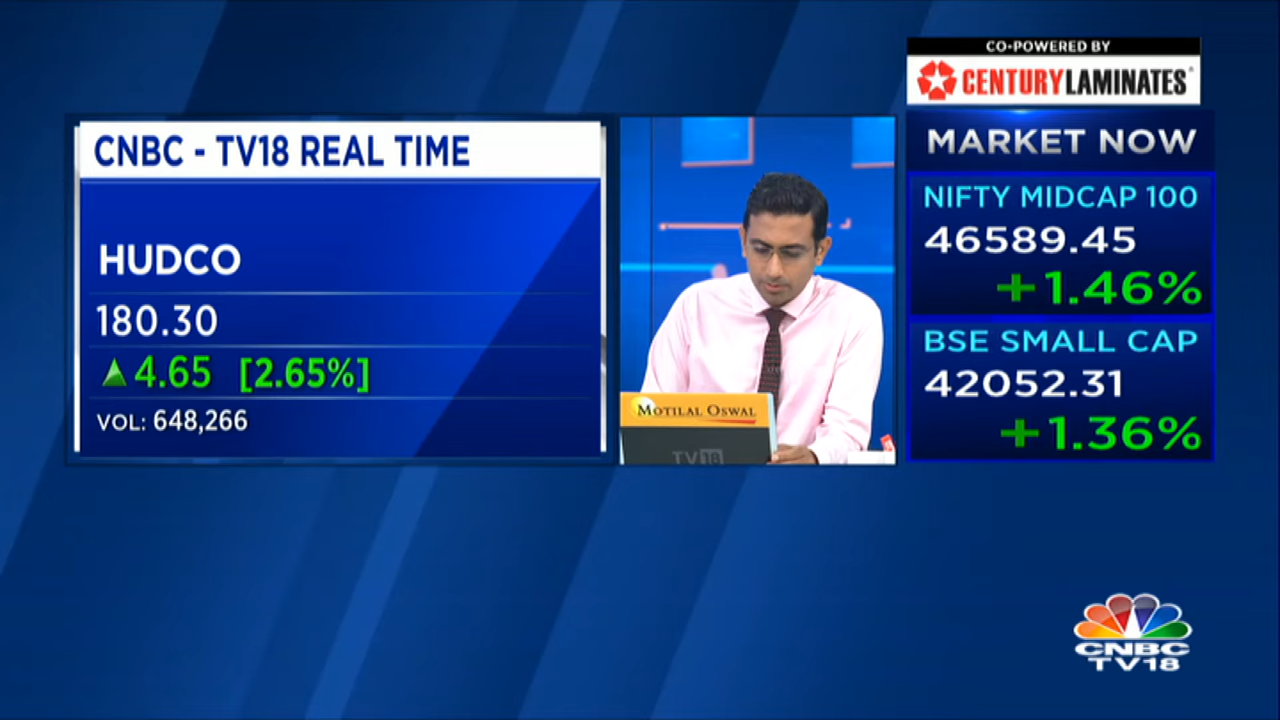 CO-POWERED BY
CENTURYLAMINATES
MARKET NOW
CNBC - TV18 REAL TIME
HUDCO
180.30
▲4.65 [2.65%]
VOL: 648,266
MOTILAL OSWAL
TV18
NIFTY MIDCAP 100
46589.45
+1.46%
BSE SMALL CAP
42052.31
+1.36%
CNBC
TV18